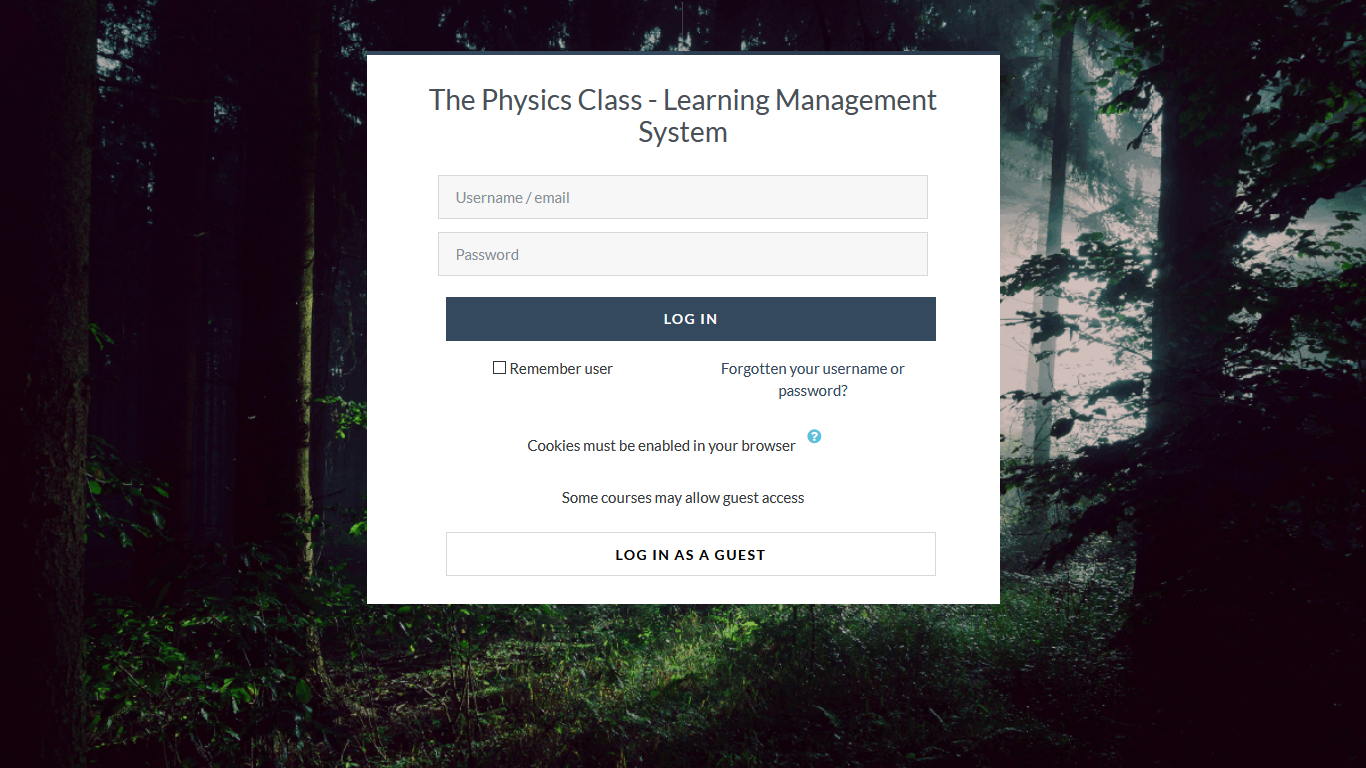 The Physics Class - Learning Management
System
Username / email
Password
LOG IN
Remember user
Forgotten your username or
password?
Cookies must be enabled in your browser
Some courses may allow guest access
LOG IN AS A GUEST